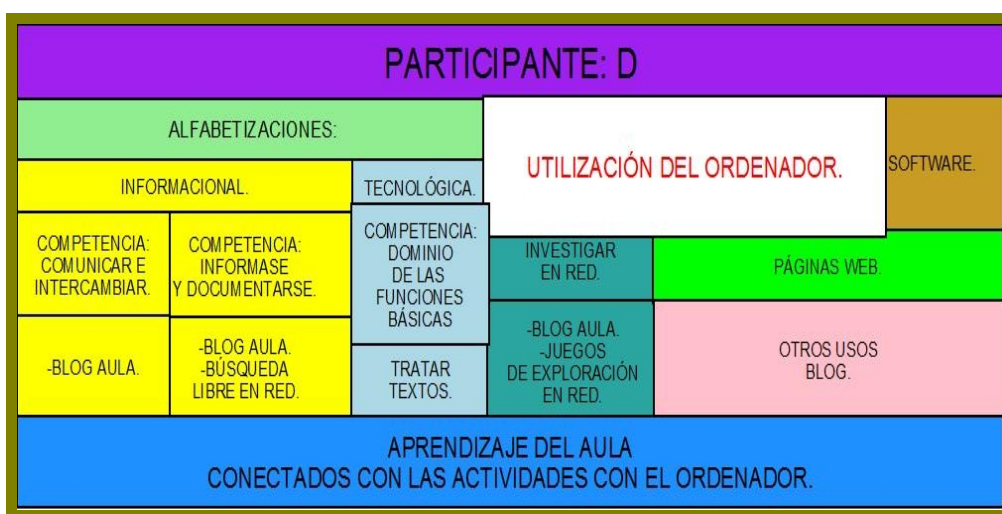 PARTICIPANTE: D
ALFABETIZACIONES:
UTILIZACIÓN DEL ORDENADOR.
SOFTWARE.
INFORMACIONAL.
TECNOLÓGICA.
COMPETENCIA:
COMUNICAR E
INTERCAMBIAR.
COMPETENCIA:
INFORMASE
Y DOCUMENTARSE.
COMPETENCIA:
DOMINIO
DE LAS
FUNCIONES
BÁSICAS
INVESTIGAR
EN RED.
PÁGINAS WEB.
-BLOG AULA.
-BLOG AULA.
-BÚSQUEDA
LIBRE EN RED.
TRATAR
TEXTOS.
-BLOG AULA.
-JUEGOS
DE EXPLORACIÓN
EN RED.
OTROS USOS
BLOG.
APRENDIZAJE DEL AULA
CONECTADOS CON LAS ACTIVIDADES CON EL ORDENADOR.